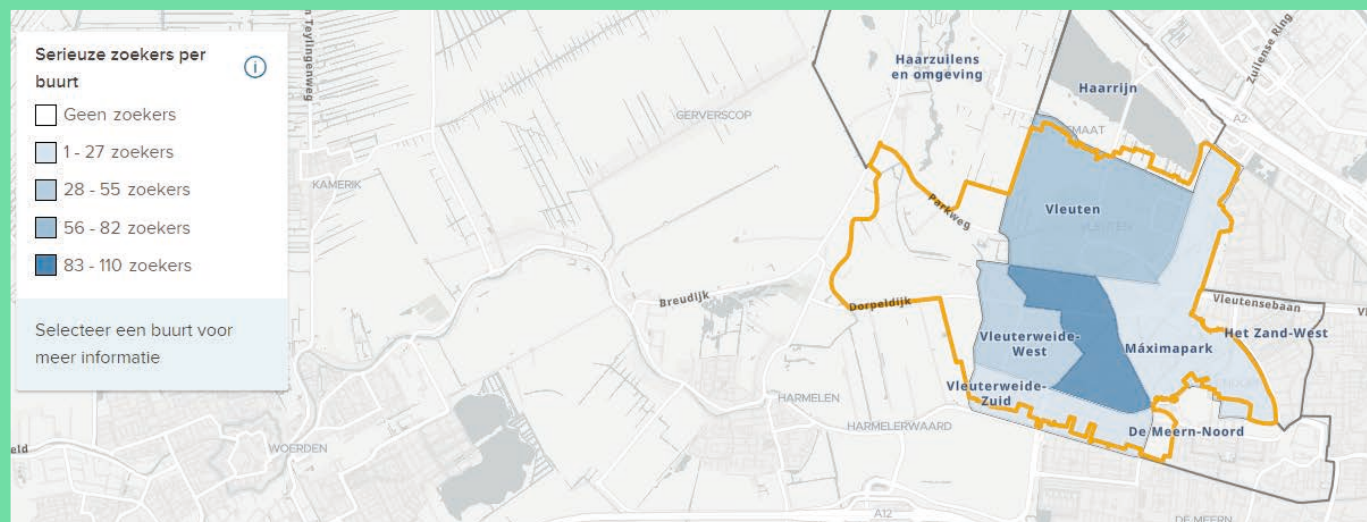 Serieuze zoekers per
buurt
Geen zoekers
1 - 27 zoekers
28 - 55 zoekers
56 - 82 zoekers
83 - 110 zoekers
Selecteer een buurt voor
meer informatie
Teylingenweg
KAMERIK
GERVERSCOP
Haarzuilens
en omgeving
Haarrijn
Zuilense Ring
A2
Vleuten
Parkweg
Breudijk
Dorpeldijk
Vleutensebaan
Het Zand-West
Vleuterweide-
West
Máximapark
Vleuterweide-
Zuid
De Meern-Noord
HARMELEN
HARMELERWAARD
WOERDEN
A12
DE MEERN